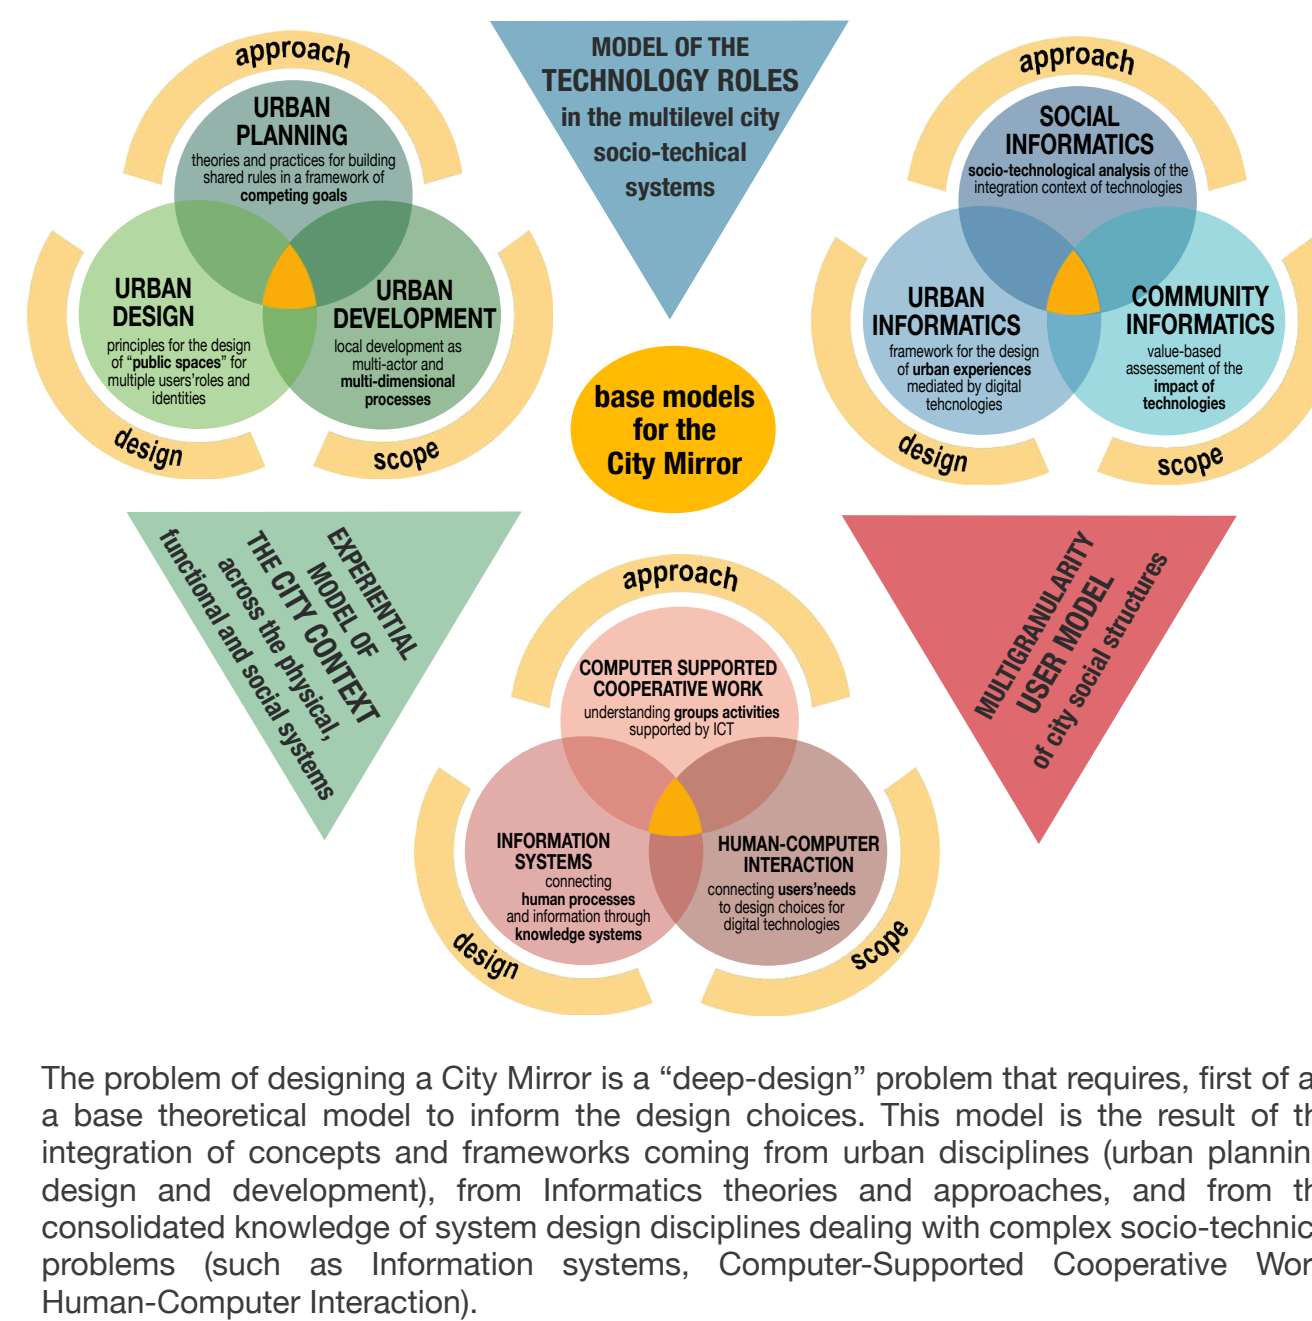 approach
URBAN
PLANNING
theories and practices for building
shared rules in a framework of
competing goals
URBAN
DESIGN
principles for the design
of “public spaces” for
multiple users'roles and
identities
URBAN
DEVELOPMENT
local development as
multi-actor and
multi-dimensional
processes
design
scope
MODEL OF THE
TECHNOLOGY ROLES
in the multilevel city
socio-techical
systems
approach
SOCIAL
INFORMATICS
socio-technological analysis of the
integration context of technologies
URBAN
INFORMATICS
framework for the design
of urban experiences
mediated by digital
tehcnologies
COMMUNITY
INFORMATICS
value-based
assessement of the
impact of
technologies
design
scope
base models
for the
City Mirror
EXPERIENTIAL
MODEL OF
THE CITY CONTEXT
across the physical,
functional and social systems
MULTIGRANULARITY
USER MODEL
of city social structures
approach
COMPUTER SUPPORTED
COOPERATIVE WORK
understanding groups activities
supported by ICT
INFORMATION
SYSTEMS
connecting
human processes
and information through
knowledge systems
HUMAN-COMPUTER
INTERACTION
connecting users'needs
to design choices for
digital technologies
design
scope
The problem of designing a City Mirror is a “deep-design” problem that requires, first of a
a base theoretical model to inform the design choices. This model is the result of th
integration of concepts and frameworks coming from urban disciplines (urban plannin
design and development), from Informatics theories and approaches, and from th
consolidated knowledge of system design disciplines dealing with complex socio-technic
problems (such as Information systems, Computer-Supported Cooperative Wor
Human-Computer Interaction).